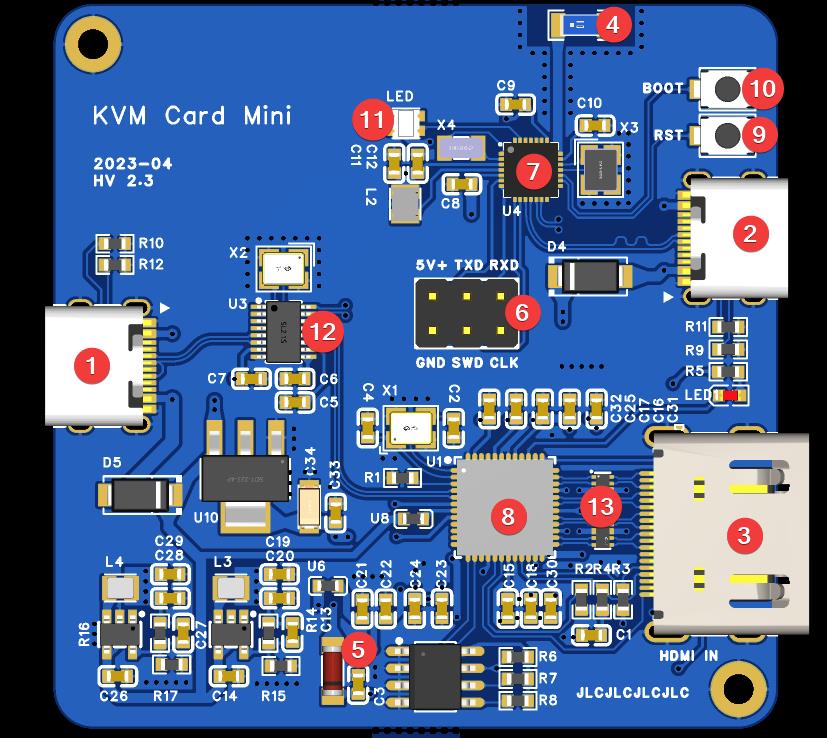 4
C9
BOOT
10
LED
KVM Card Mini
11
X4
C10
X3
RST
9
2023-04
HV 2.3
C11
C12
7
L2
C8
U4
2
R10
R12
X2
D4
5V+ TXD RXD
U3
6
12
R11
1
GND SWD CLK
R9
C7
C6
R5
C5
C4
X1
C2
LED1
C32
C25
C17
C16
C31
D5
C34
C33
U1
R1
8
13
3
U10
U8
C29
C28
C19
C20
L4
L3
U6
C21
C22
C24
C23
C15
C18
C30
R2
R4
R3
R16
C27
R14
C13
C1
5
HDMI IN
R6
R7
R8
C26
R17
C14
R15
C3
JLCJLCJLCJLC